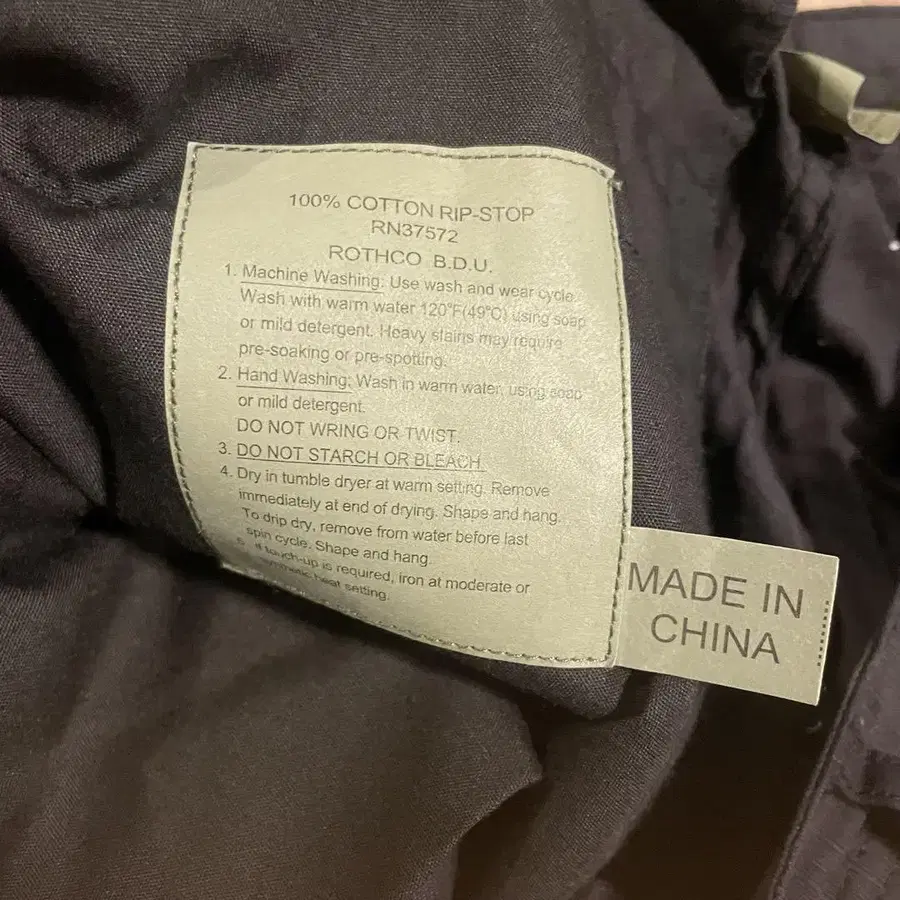 100% COTTON RIP-STOP
RN37572
ROTHCO B.D.U.
1. Machine Washing: Use wash and wear cycle.
Wash with warm water 120°F(49°C) using soap
or mild detergent. Heavy stains may require
pre-soaking or pre-spotting.
2. Hand Washing: Wash in warm water, using soap
or mild detergent.
DO NOT WRING OR TWIST.
3. DO NOT STARCH OR BLEACH.
4. Dry in tumble dryer at warm setting. Remove
immediately at end of drying. Shape and hang.
To drip dry, remove from water before last
spin cycle. Shape and hang.
5. If touch-up is required, iron at moderate or
heat setting.
MADE IN
CHINA